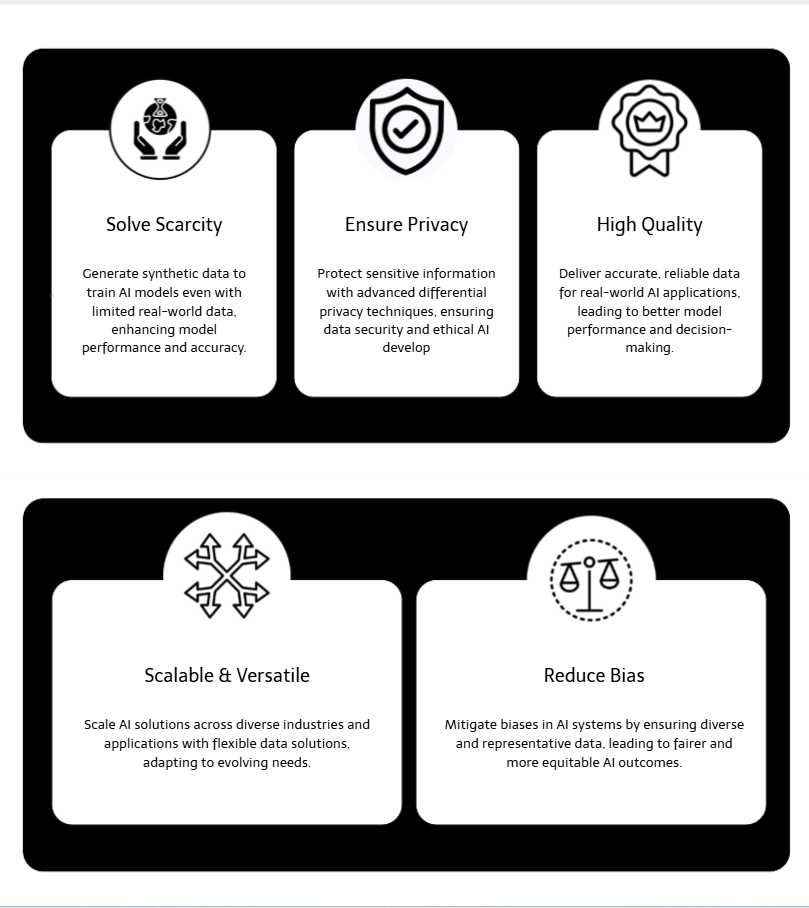 Solve Scarcity
Generate synthetic data to
train AI models even with
limited real-world data,
enhancing model
performance and accuracy.
Ensure Privacy
Protect sensitive information
with advanced differential
privacy techniques, ensuring
data security and ethical AI
develop
High Quality
Deliver accurate, reliable data
for real-world AI applications,
leading to better model
performance and decision-
making.
Scalable & Versatile
Scale AI solutions across diverse industries and
applications with flexible data solutions,
adapting to evolving needs.
Reduce Bias
Mitigate biases in AI systems by ensuring diverse
and representative data, leading to fairer and
more equitable AI outcomes.